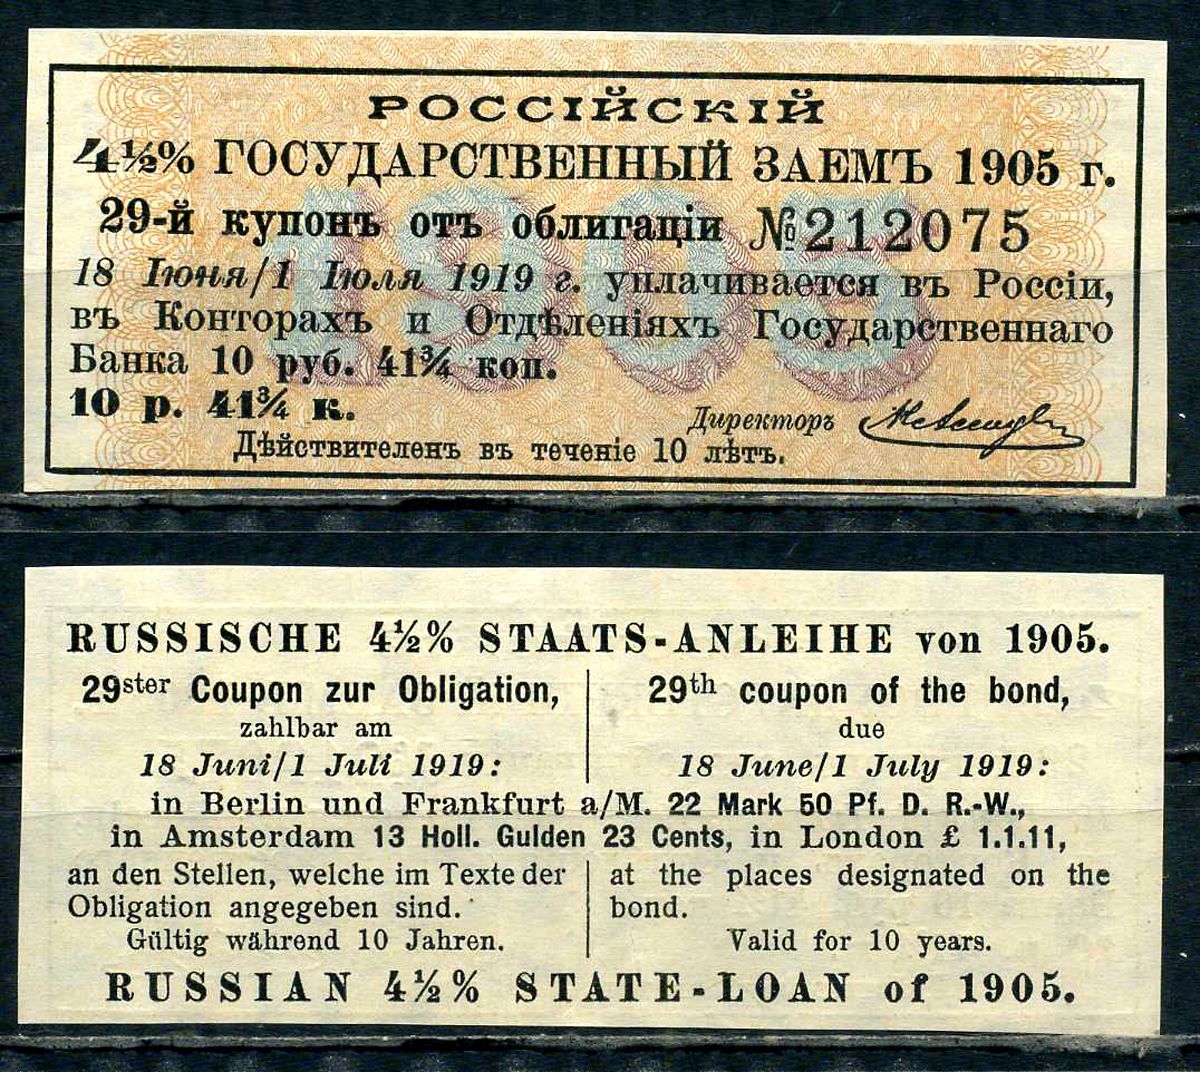 РОССІЙСКІЙ
4½% ГОСУДАРСТВЕННЫЙ ЗАЕМЪ 1905 г.
29-й купонъ отъ облигаціи №212075
18 Іюня/1 Іюля 1919 г. уплачивается въ Россіи,
въ Конторахъ и Отдѣленіяхъ Государственнаго
Банка 10 руб. 41¾ коп.
10 р. 41¾ к.
Директоръ
Дѣйствителенъ въ теченіе 10 лѣтъ.
1905
RUSSISCHE 4½% STAATS-ANLEIHE von 1905.
29ster Coupon zur Obligation,
zahlbar am
18 Juni/1 Juli 1919:
29th coupon of the bond,
due
18 June/1 July 1919:
in Berlin und Frankfurt a/M. 22 Mark 50 Pf. D. R.-W.,
in Amsterdam 13 Holl. Gulden 23 Cents, in London £ 1.1.11,
an den Stellen, welche im Texte der
Obligation angegeben sind.
Gültig während 10 Jahren.
at the places designated on the
bond.
Valid for 10 years.
RUSSIAN 4½% STATE-LOAN of 1905.